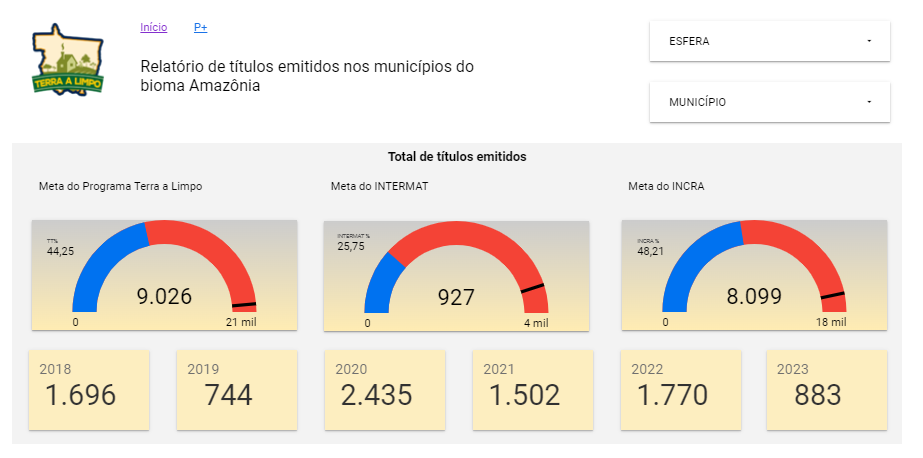 Início P+
TERRA A LIMPO
Relatório de títulos emitidos nos municípios do
bioma Amazônia
ESFERA
MUNICÍPIO
Total de títulos emitidos
Meta do Programa Terra a Limpo
Meta do INTERMAT
Meta do INCRA
TT%
44,25
9.026
0
21 mil
INTERMAT %
25,75
927
0
4 mil
INCRA %
48,21
8.099
0
18 mil
2018
1.696
2019
744
2020
2.435
2021
1.502
2022
1.770
2023
883